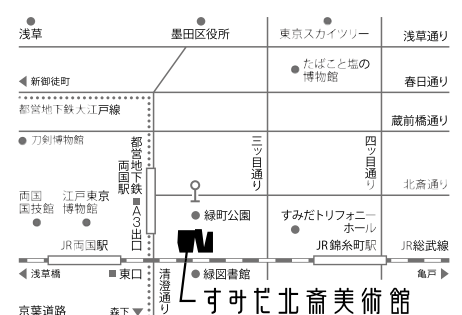 浅草
墨田区役所
東京スカイツリー
浅草通り
たばこと塩の
博物館
新御徒町
春日通り
都営地下鉄大江戸線
蔵前橋通り
刀剣博物館
都営地下鉄
両国駅
A3出口
三ッ目通り
四ッ目通り
北斎通り
両国
国技館
江戸東京
博物館
緑町公園
すみだトリフォニー
ホール
JR両国駅
JR錦糸町駅
JR総武線
浅草橋
東口
清澄通り
緑図書館
亀戸
京葉道路
森下
すみだ北斎美術館